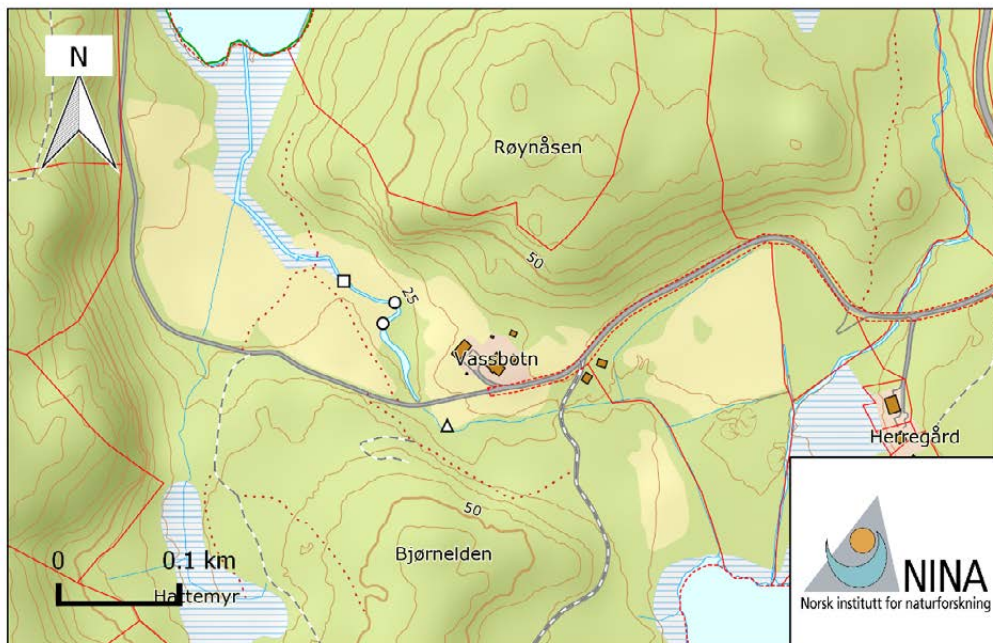 N
Røynåsen
50
25
Vassbotn
Herregård
50
Bjørnelden
0 0.1 km
Hattemyr
NINA
Norsk institutt for naturforskning